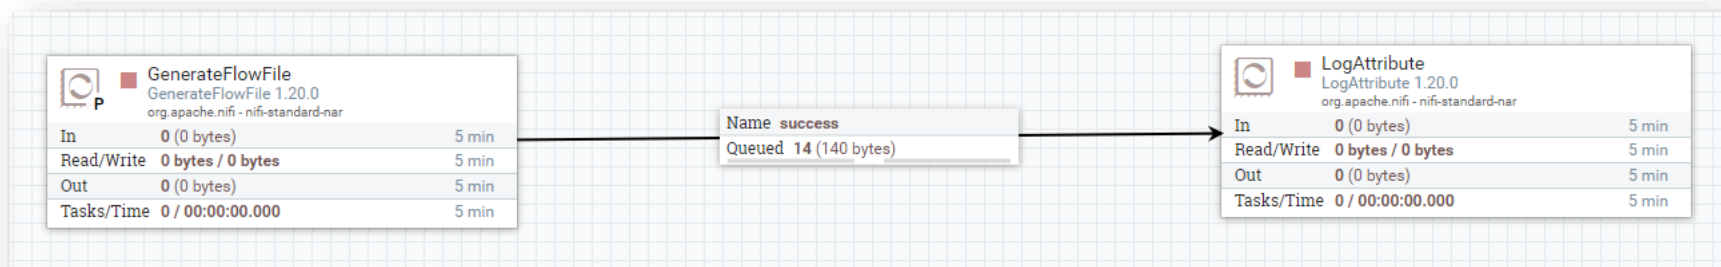 GenerateFlowFile
GenerateFlowFile 1.20.0
org.apache.nifi - nifi-standard-nar
P
In 0 (0 bytes) 5 min
Read/Write 0 bytes / 0 bytes 5 min
Out 0 (0 bytes) 5 min
Tasks/Time 0 / 00:00:00.000 5 min
Name success
Queued 14 (140 bytes)
LogAttribute
LogAttribute 1.20.0
org.apache.nifi - nifi-standard-nar
In 0 (0 bytes) 5 min
Read/Write 0 bytes / 0 bytes 5 min
Out 0 (0 bytes) 5 min
Tasks/Time 0 / 00:00:00.000 5 min